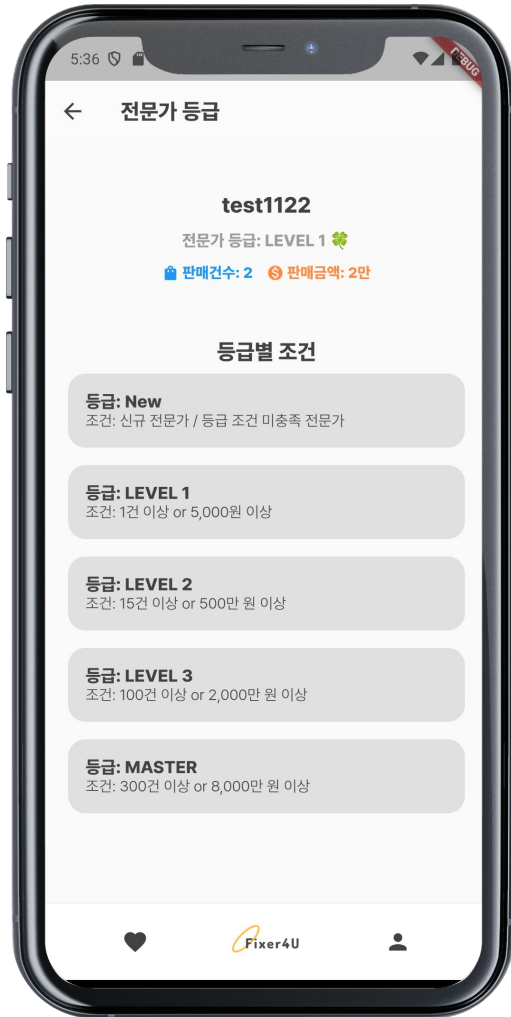 5:36
DEBUG
전문가 등급
test1122
전문가 등급: LEVEL 1 🍀
판매건수: 2 판매금액: 2만
등급별 조건
등급: New
조건: 신규 전문가 / 등급 조건 미충족 전문가
등급: LEVEL 1
조건: 1건 이상 or 5,000원 이상
등급: LEVEL 2
조건: 15건 이상 or 500만 원 이상
등급: LEVEL 3
조건: 100건 이상 or 2,000만 원 이상
등급: MASTER
조건: 300건 이상 or 8,000만 원 이상
Fixer4U